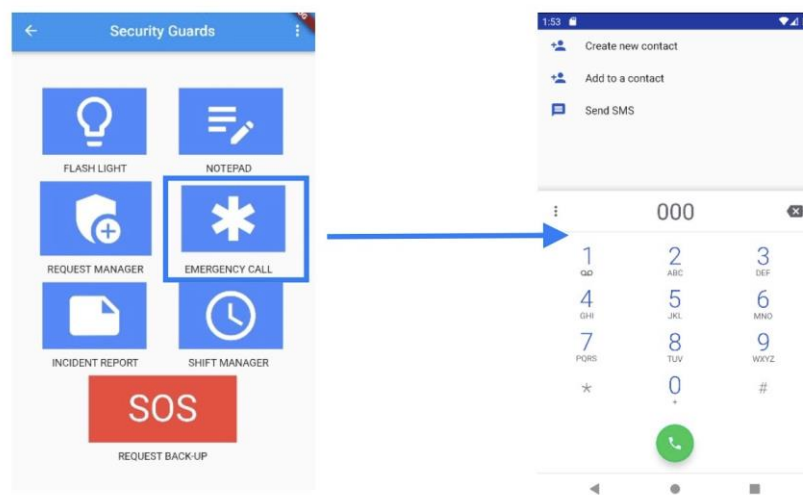 Security Guards
FLASH LIGHT
NOTEPAD
REQUEST MANAGER
EMERGENCY CALL
INCIDENT REPORT
SHIFT MANAGER
SOS
REQUEST BACK-UP
1:53
Create new contact
Add to a contact
Send SMS
000
1 2 3
ABC DEF
4 5 6
GHI JKL MNO
7 8 9
PQRS TUV WXYZ
* 0 #
+